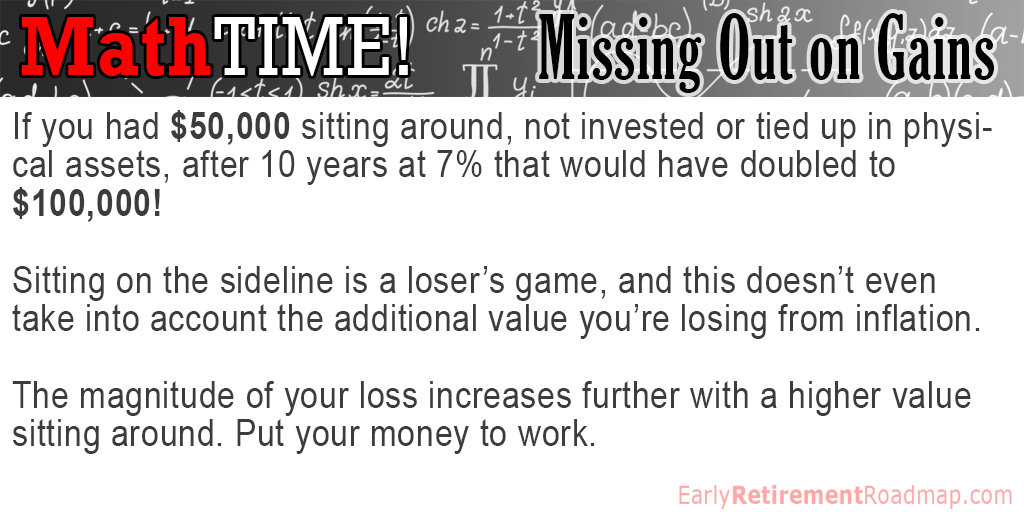 MathTIME! Missing Out on Gains
If you had $50,000 sitting around, not invested or tied up in physi-
cal assets, after 10 years at 7% that would have doubled to
$100,000!
Sitting on the sideline is a loser’s game, and this doesn’t even
take into account the additional value you’re losing from inflation.
The magnitude of your loss increases further with a higher value
sitting around. Put your money to work.
EarlyRetirementRoadmap.com